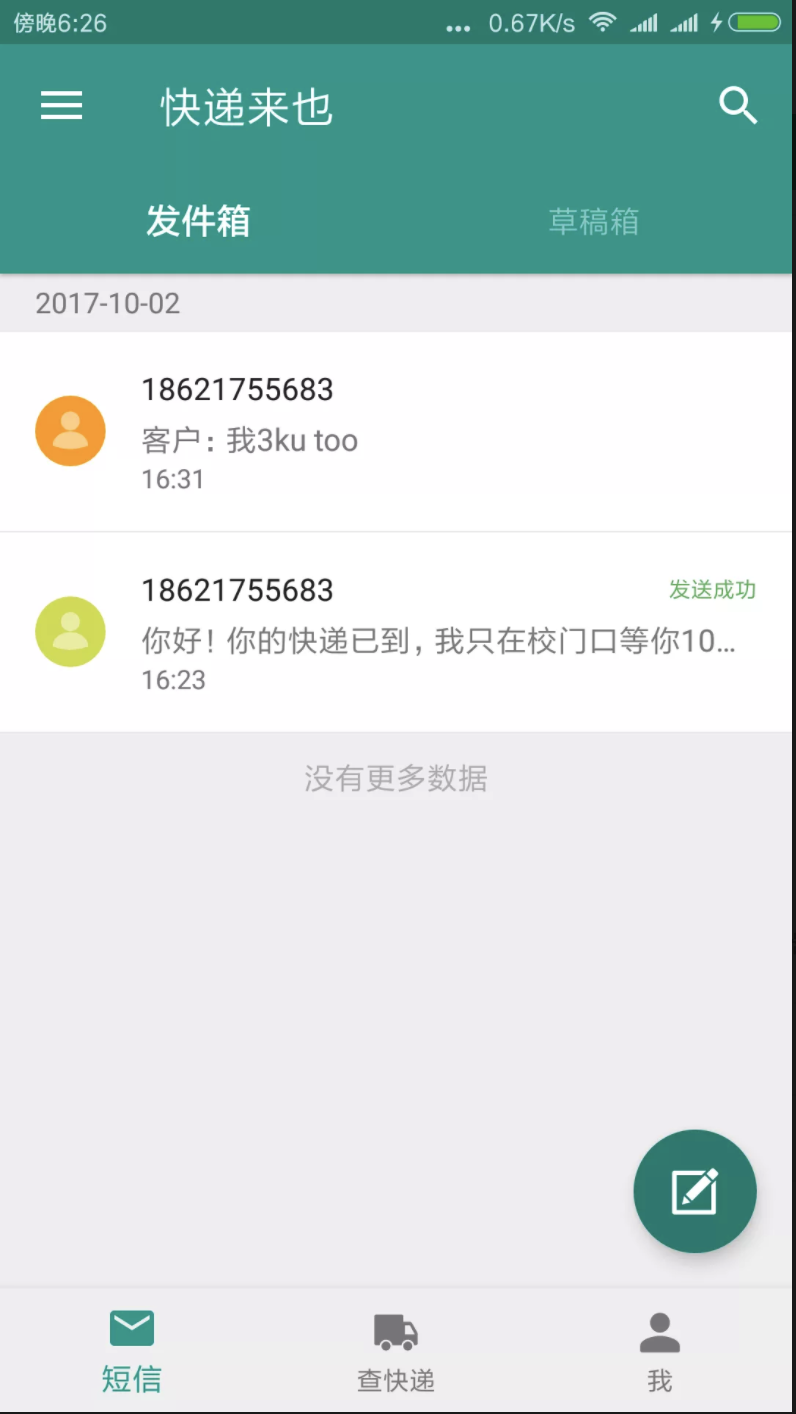 傍晚6:26 ... 0.67K/s
快递来也
发件箱 草稿箱
2017-10-02
18621755683
客户：我3ku too
16:31
18621755683 发送成功
你好！你的快递已到，我只在校门口等你10...
16:23
没有更多数据
短信 查快递 我